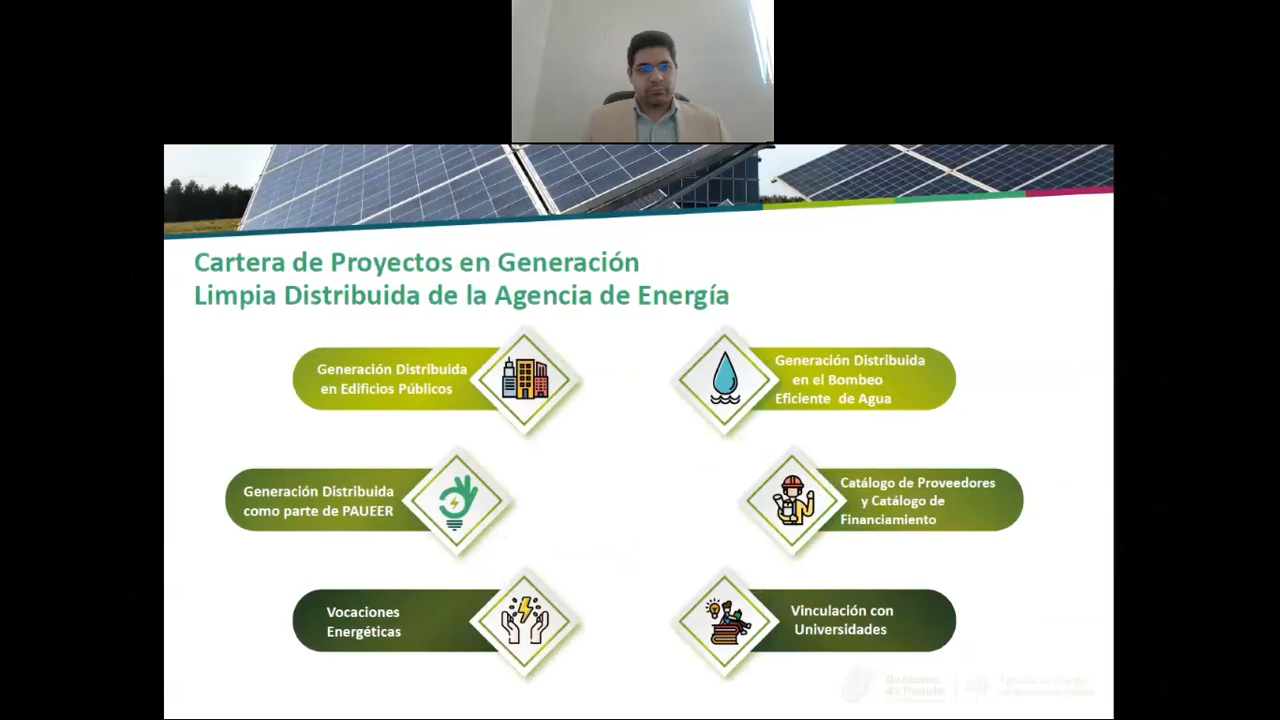 Cartera de Proyectos en Generación
Limpia Distribuida de la Agencia de Energía
Generación Distribuida
en Edificios Públicos
Generación Distribuida
en el Bombeo
Eficiente de Agua
Generación Distribuida
como parte de PAUEER
Catálogo de Proveedores
y Catálogo de
Financiamiento
Vocaciones
Energéticas
Vinculación con
Universidades
Gobierno
de Puebla